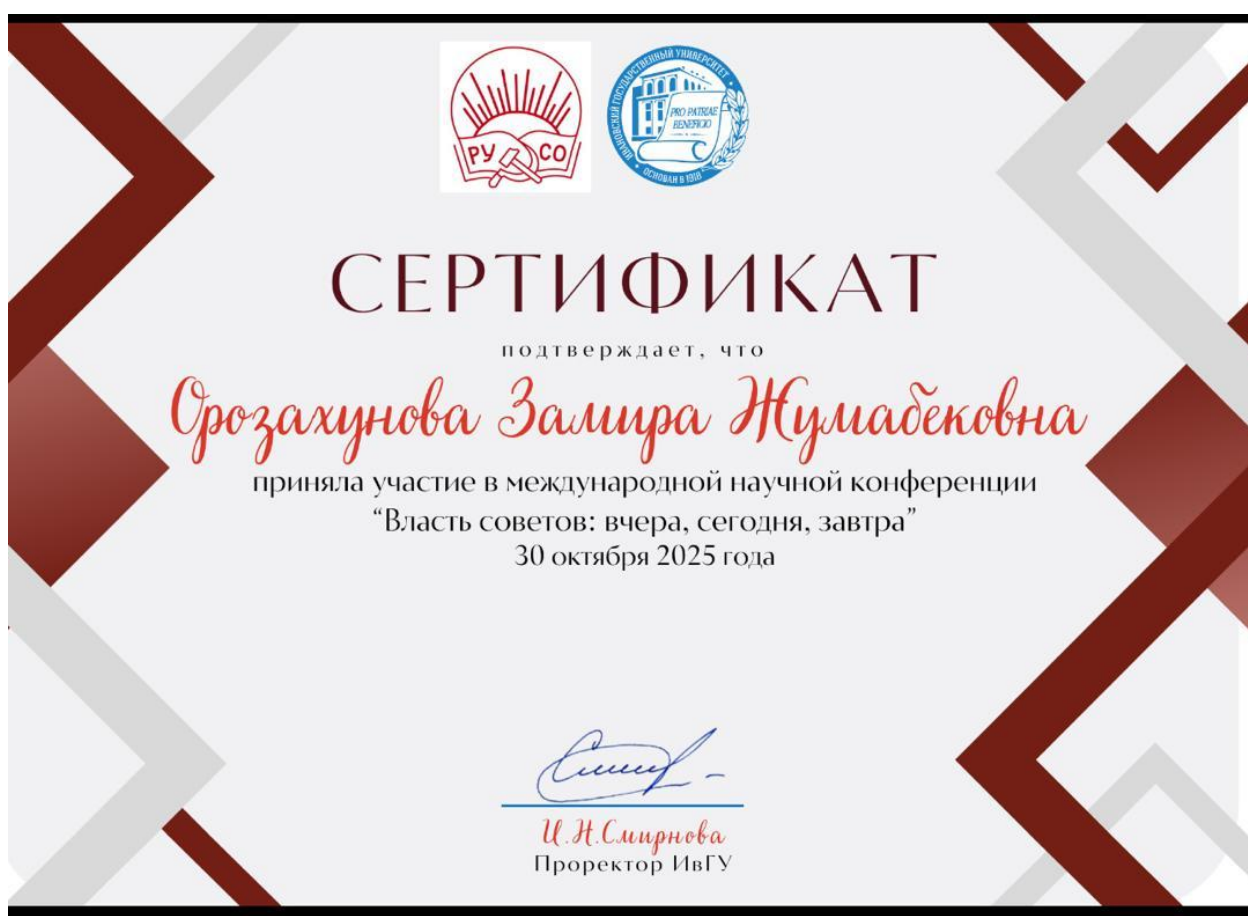 РУ СО
ИВАНОВСКИЙ ГОСУДАРСТВЕННЫЙ УНИВЕРСИТЕТ
PRO PATRIAE
BENEFICIO
ОСНОВАН В 1918
СЕРТИФИКАТ
подтверждает, что
Орозахунова Замира Жумабековна
приняла участие в международной научной конференции
“Власть советов: вчера, сегодня, завтра”
30 октября 2025 года
И.Н.Смирнова
Проректор ИвГУ